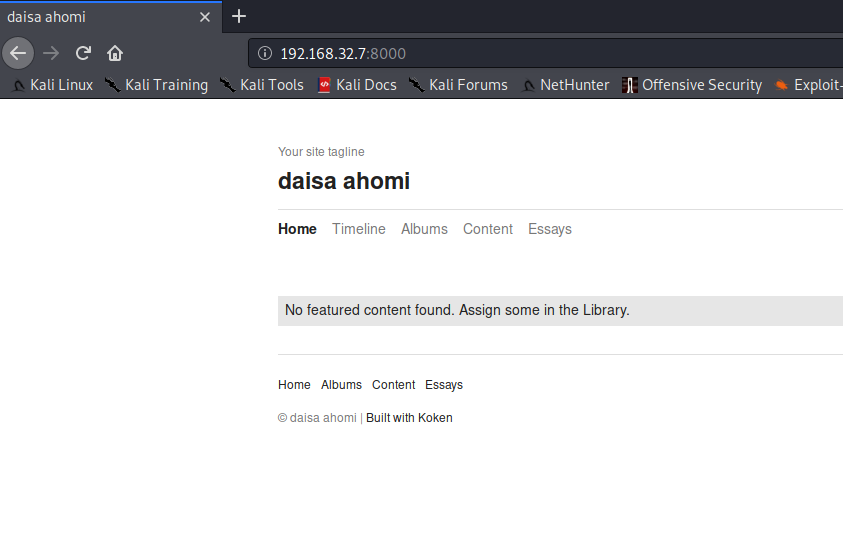 daisa ahomi
192.168.32.7:8000
Kali Linux Kali Training Kali Tools Kali Docs Kali Forums NetHunter Offensive Security Exploit-
Your site tagline
daisa ahomi
Home Timeline Albums Content Essays
No featured content found. Assign some in the Library.
Home Albums Content Essays
© daisa ahomi | Built with Koken